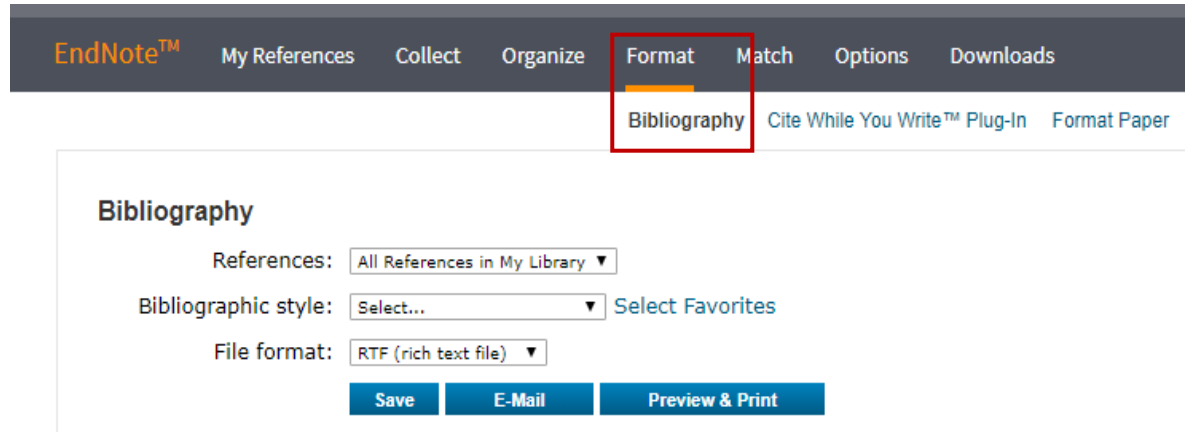 EndNote™ My References Collect Organize Format Match Options Downloads
Bibliography Cite While You Write™ Plug-In Format Paper
Bibliography
References: All References in My Library ▼
Bibliographic style: Select... ▼ Select Favorites
File format: RTF (rich text file) ▼
Save E-Mail Preview & Print